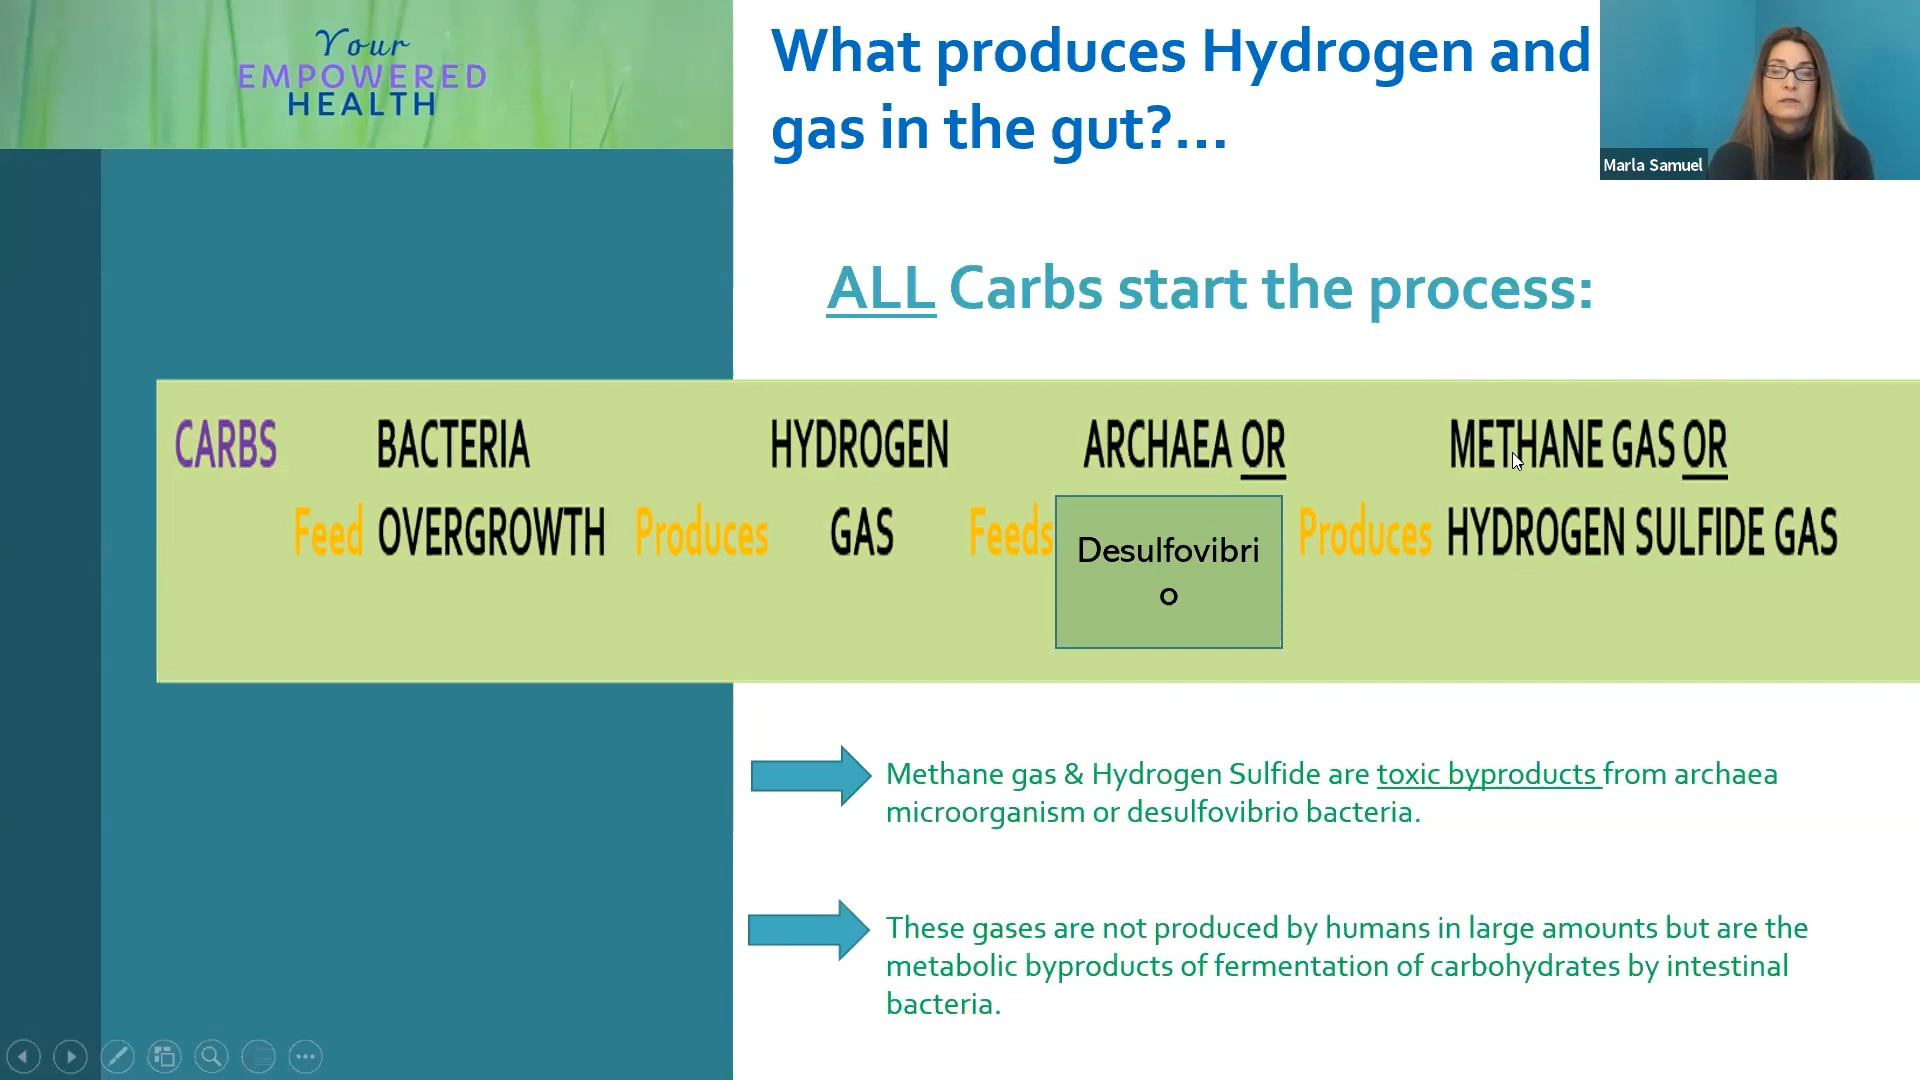 Your
EMPOWERED
HEALTH
What produces Hydrogen and
gas in the gut?...
Marla Samuel
ALL Carbs start the process:
CARBS BACTERIA HYDROGEN ARCHAEA OR METHANE GAS OR
Feed OVERGROWTH Produces GAS Feeds Produces HYDROGEN SULFIDE GAS
Desulfovibri
o
Methane gas & Hydrogen Sulfide are toxic byproducts from archaea
microorganism or desulfovibrio bacteria.
These gases are not produced by humans in large amounts but are the
metabolic byproducts of fermentation of carbohydrates by intestinal
bacteria.